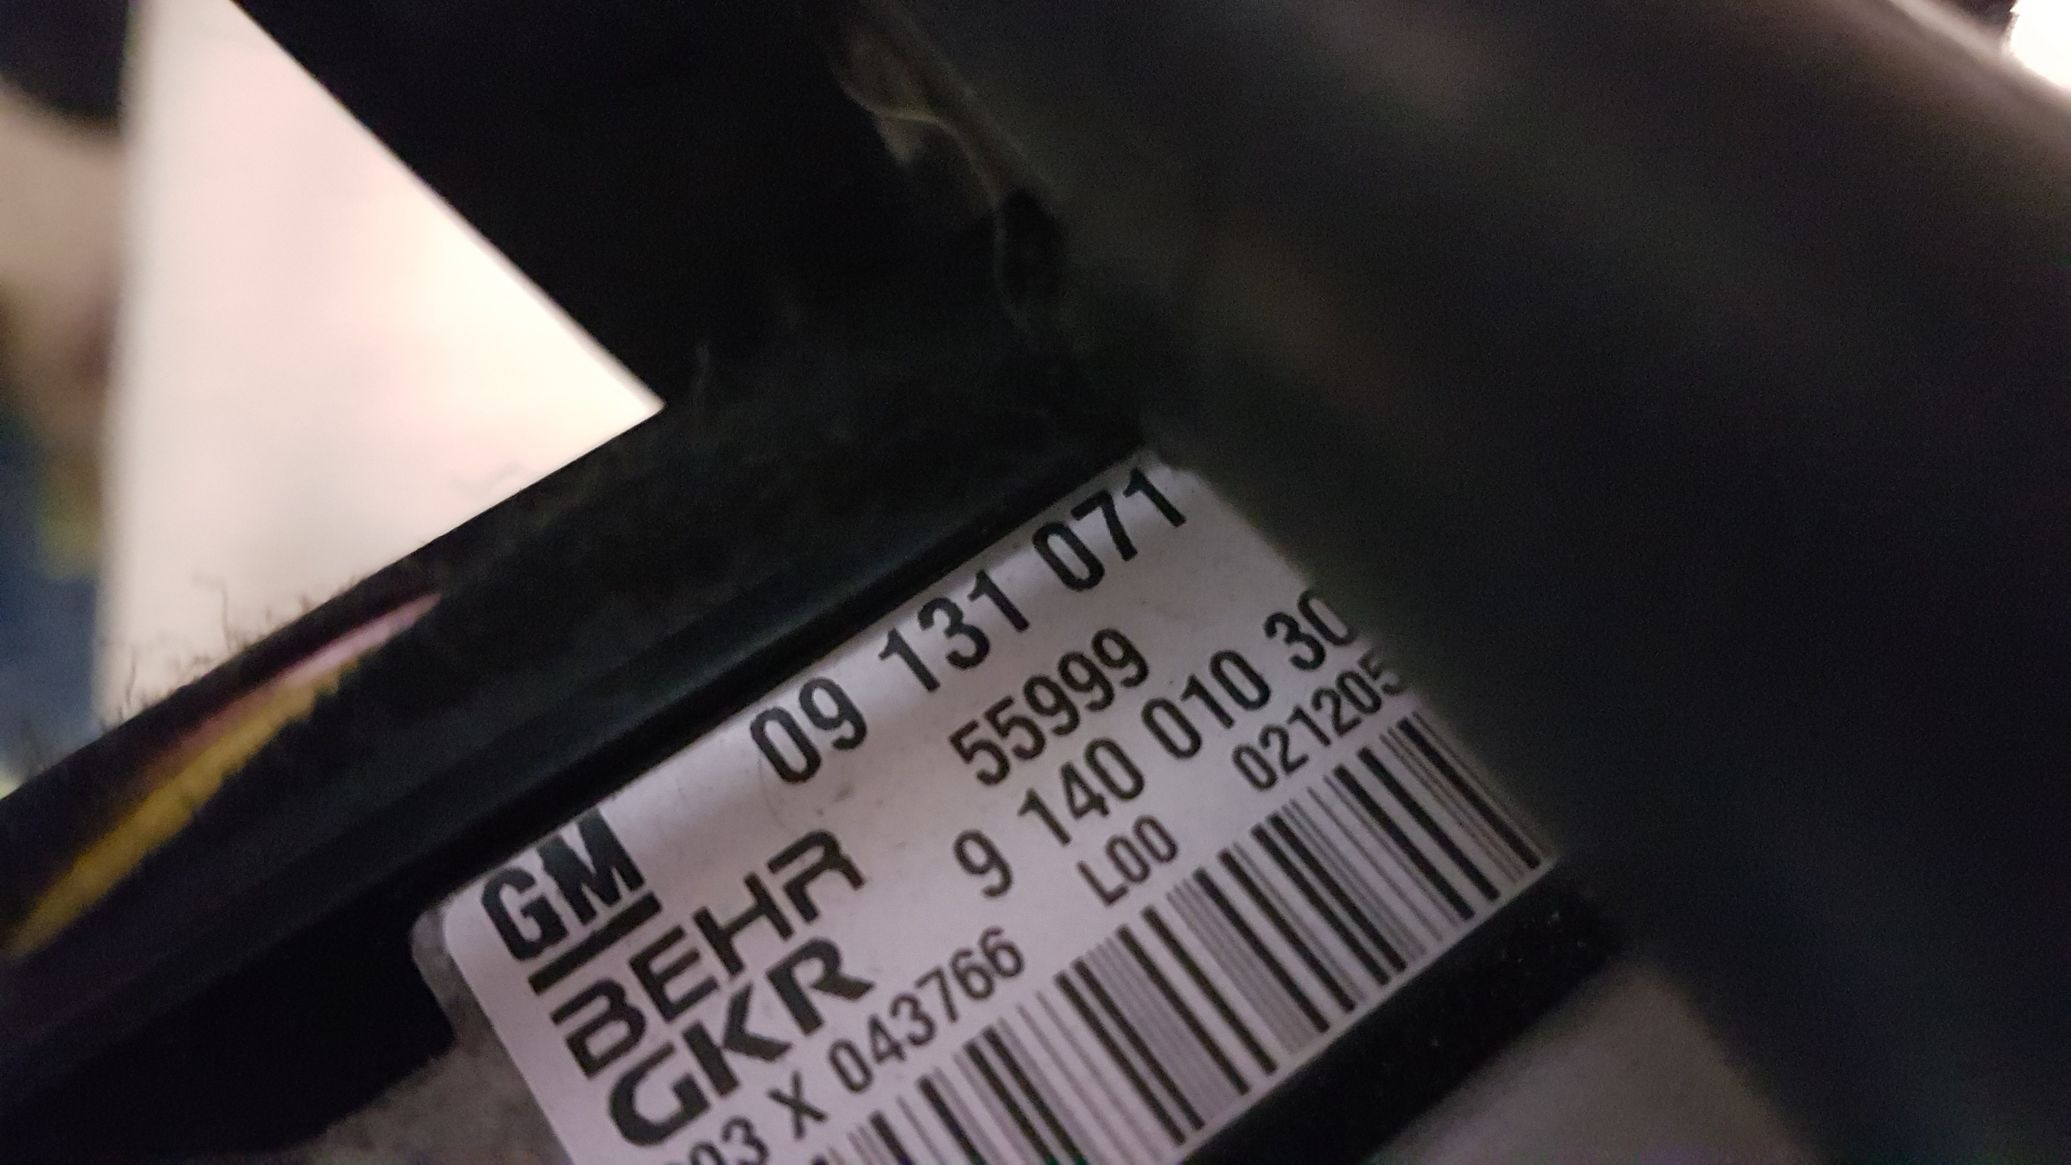 09 131 071
GM 55999
BEHR 9 140 010 30
GKR L00 021205
X 043766